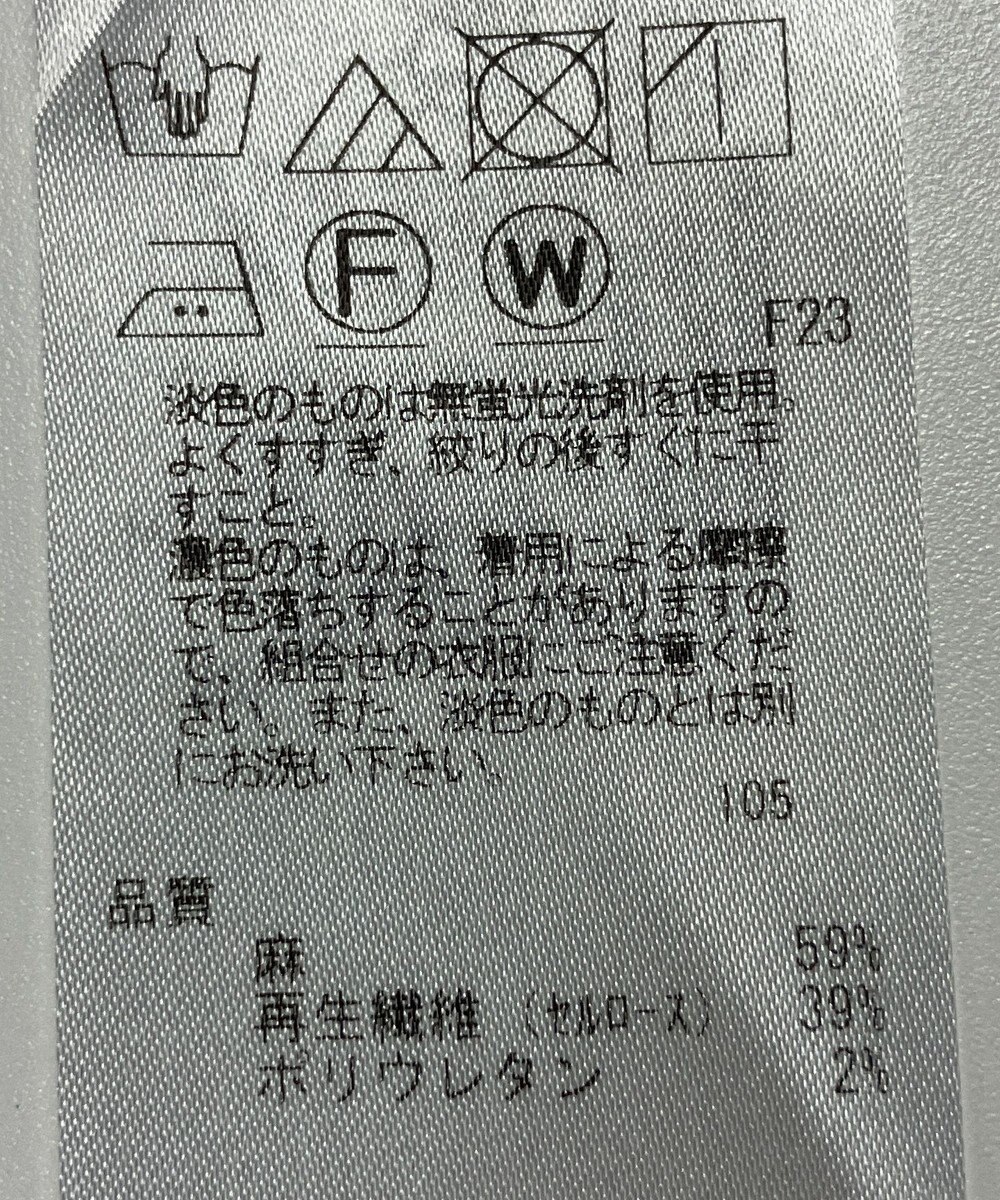 F W
F23
淡色のものは無蛍光洗剤を使用。
よくすすぎ、絞りの後すぐに干
すこと。
濃色のものは、着用による摩擦
で色落ちすることがありますの
で、組合せの衣服にご注意くだ
さい。また、淡色のものとは別
にお洗い下さい。
105
品質
麻 59%
再生繊維（セルロース） 39%
ポリウレタン 2%